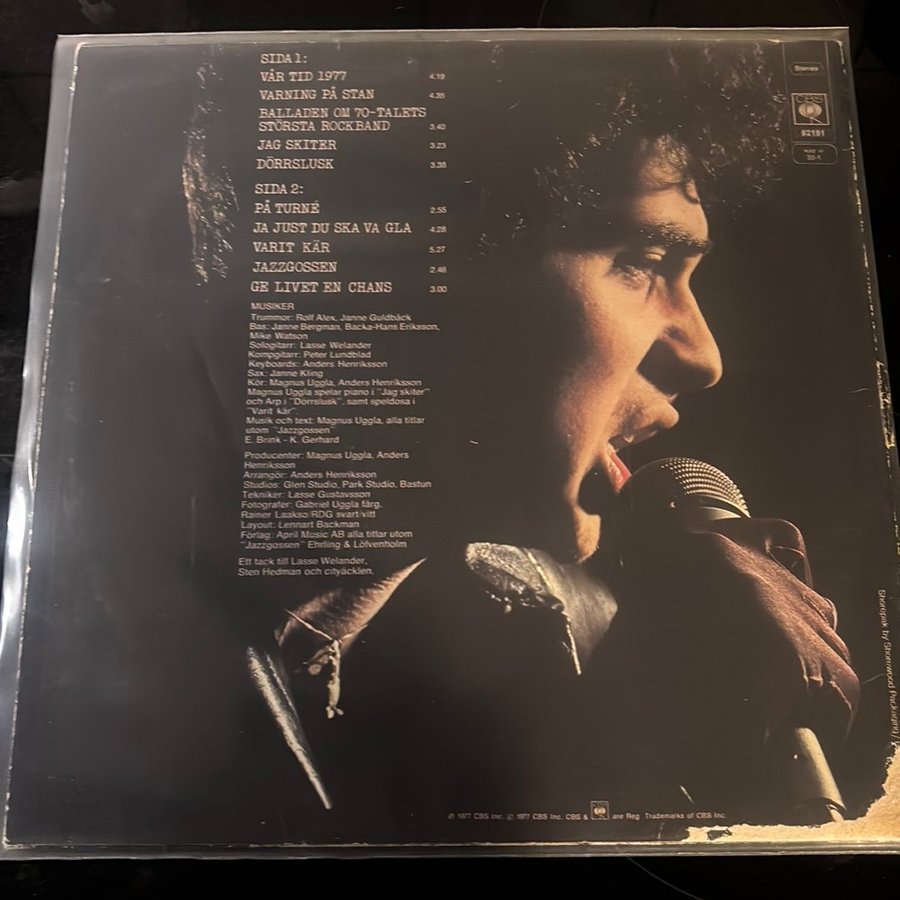 SIDA 1:
VÅR TID 1977 4.19
VARNING PÅ STAN 4.35
BALLADEN OM 70-TALETS
STÖRSTA ROCKBAND 3.40
JAG SKITER 3.23
DÖRRSLUSK 3.38
SIDA 2:
PÅ TURNÉ 2.55
JA JUST DU SKA VA GLA 4.28
VARIT KÄR 5.27
JAZZGOSSEN 2.46
GE LIVET EN CHANS 3.00
MUSIKER
Trummor: Rolf Alex, Janne Guldbäck
Bas: Janne Bergman, Backa-Hans Eriksson,
Mike Watson
Sologitarr: Lasse Welander
Kompgitarr: Peter Lundblad
Keyboards: Anders Henriksson
Sax: Janne Kling
Kör: Magnus Uggla, Anders Henriksson
Magnus Uggla spelar piano i "Jag skiter"
och Arp i "Dörrslusk", samt speldosa i
"Varit kär".
Musik och text: Magnus Uggla, alla titlar
utom "Jazzgossen"
E. Brink - K. Gerhard
Producenter: Magnus Uggla, Anders
Henriksson
Arrangör: Anders Henriksson
Studios: Glen Studio, Park Studio, Bastun
Tekniker: Lasse Gustavsson
Fotografer: Gabriel Uggla färg,
Rainer Laakso/RDG svart/vitt
Layout: Lennart Backman
Förlag: April Music AB alla titlar utom
"Jazzgossen" Ehrling & Löfvenholm
Ett tack till Lasse Welander,
Sten Hedman och cityäcklen.
Stereo
CBS
82191
Shorepak by Shorewood Packaging
℗ 1977 CBS Inc. © 1977 CBS Inc. CBS & are Reg. Trademarks of CBS Inc.